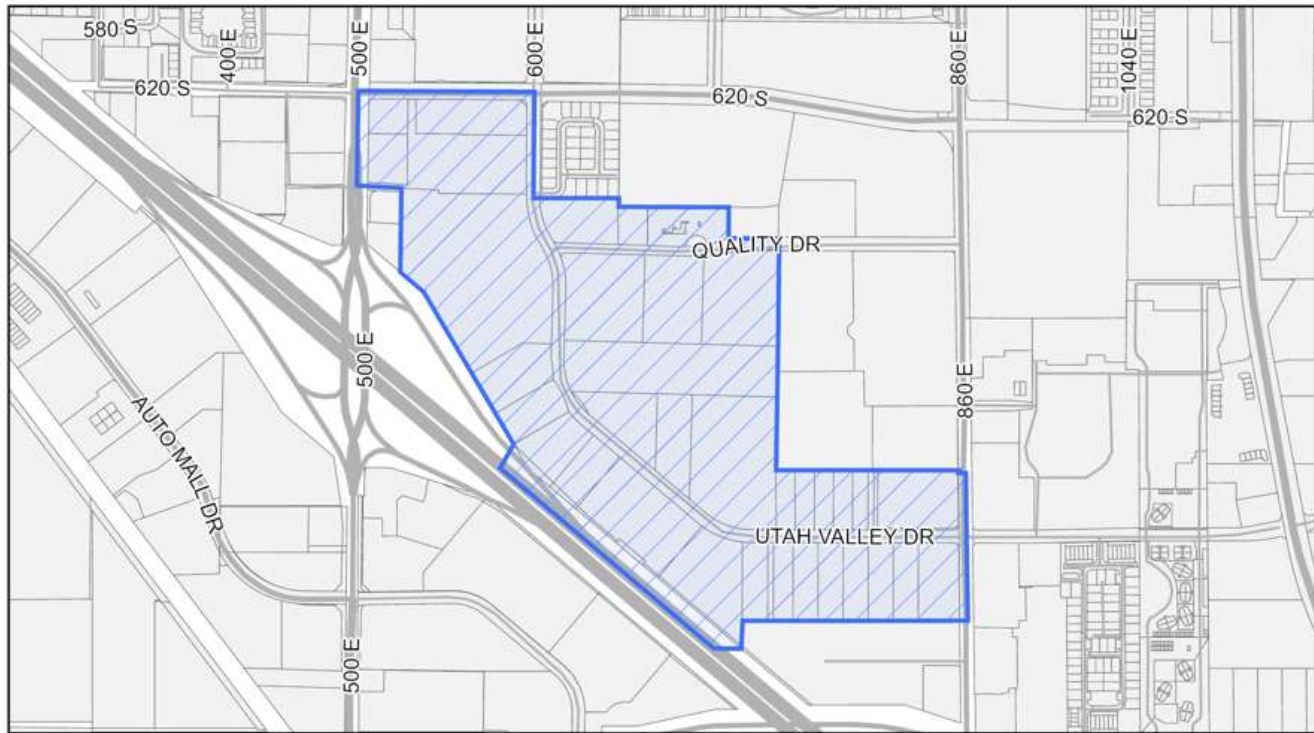 580 S
400 E
500 E
600 E
860 E
1040 E
620 S
620 S
620 S
QUALITY DR
500 E
860 E
AUTO MALL DR
UTAH VALLEY DR
500 E